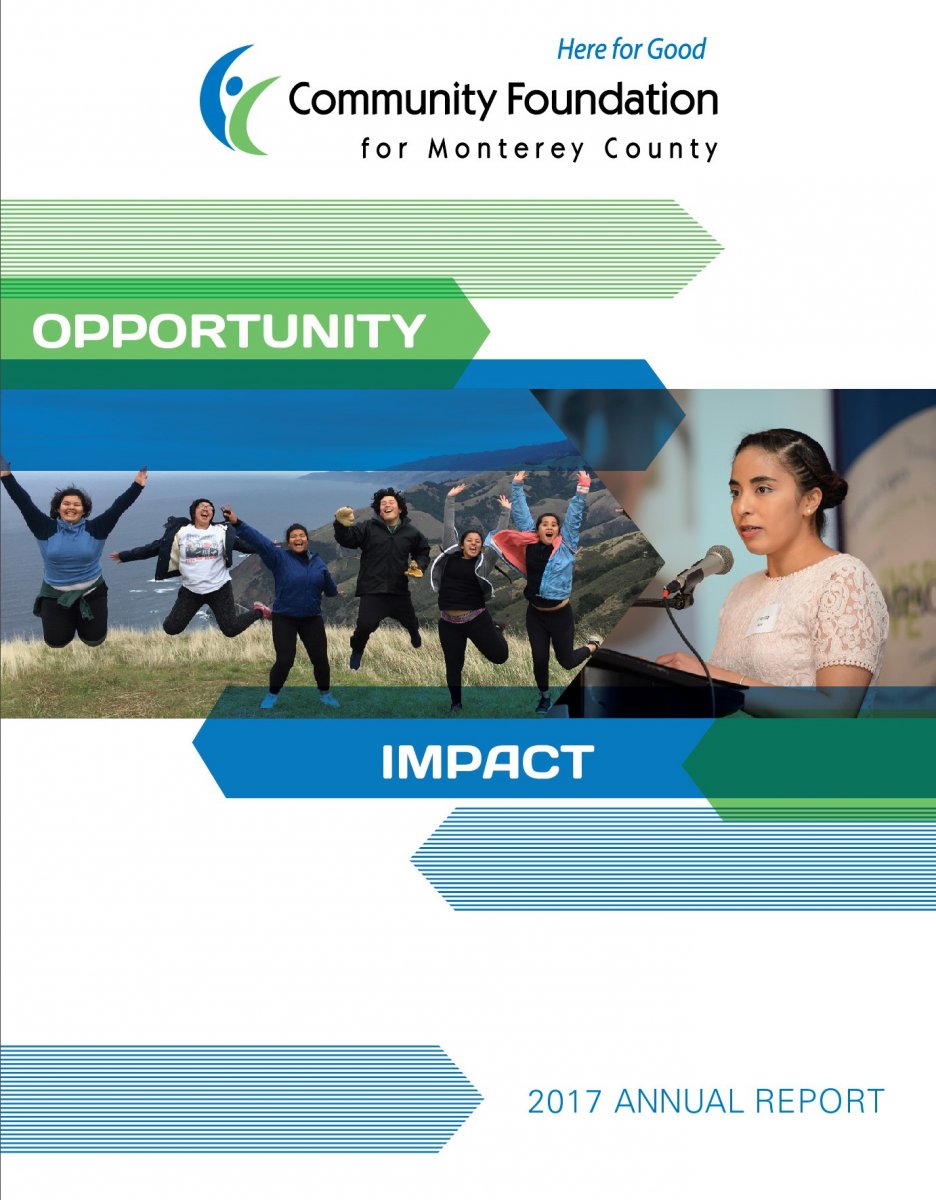 Here for Good
Community Foundation
for Monterey County
OPPORTUNITY
IMPACT
2017 ANNUAL REPORT